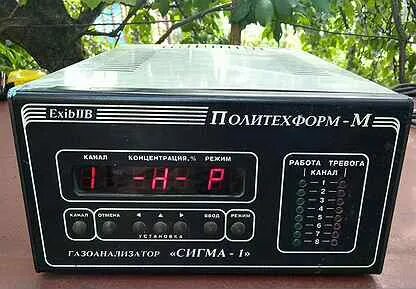 ExibIIB
ПОЛИТЕХФОРМ-М
КАНАЛ КОНЦЕНТРАЦИЯ,% РЕЖИМ
1 -Н- Р
КАНАЛ ОТМЕНА ВВОД РЕЖИМ
УСТАНОВКА
РАБОТА ТРЕВОГА
КАНАЛ
1
2
3
4
5
6
7
8
ГАЗОАНАЛИЗАТОР «СИГМА-1»